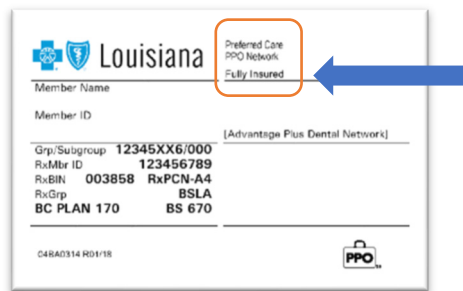 Louisiana
Preferred Care
PPO Network
Fully Insured
Member Name
Member ID
[Advantage Plus Dental Network]
Grp/Subgroup 12345XX6/000
RxMbr ID 123456789
RxBIN 003858 RxPCN-A4
RxGrp BSLA
BC PLAN 170 BS 670
04BA0314 R01/18
PPO